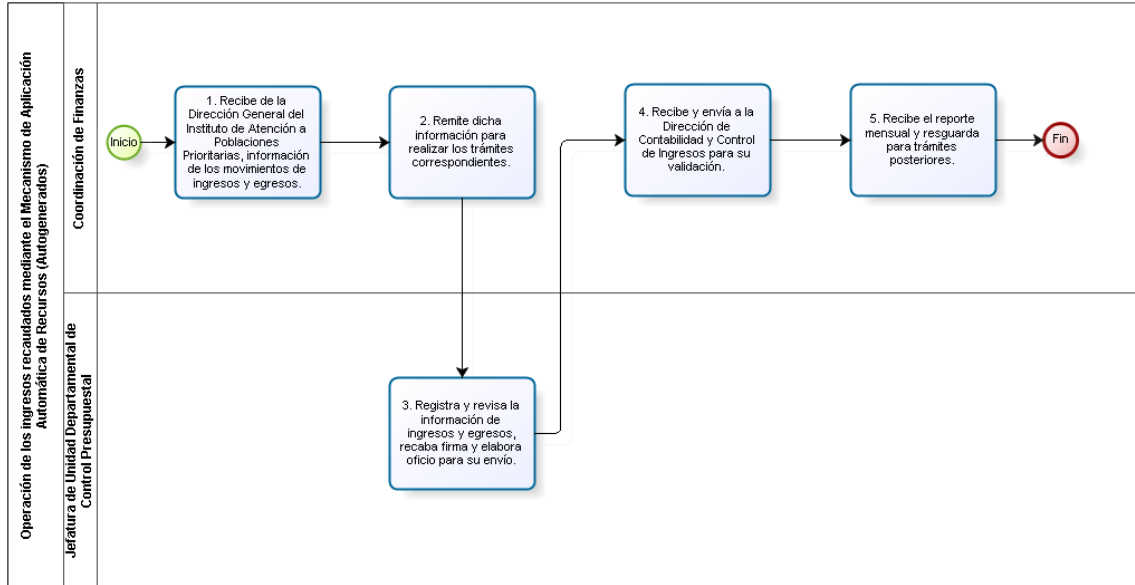 Operación de los ingresos recaudados mediante el Mecanismo de Aplicación
Automática de Recursos (Autogenerados)
Coordinación de Finanzas
Inicio
1. Recibe de la
Dirección General del
Instituto de Atención a
Poblaciones
Prioritarias, información
de los movimientos de
ingresos y egresos.
2. Remite dicha
información para
realizar los trámites
correspondientes.
4. Recibe y envía a la
Dirección de
Contabilidad y Control
de Ingresos para su
validación.
5. Recibe el reporte
mensual y resguarda
para trámites
posteriores.
Fin
Jefatura de Unidad Departamental de
Control Presupuestal
3. Registra y revisa la
información de
ingresos y egresos,
recaba firma y elabora
oficio para su envío.